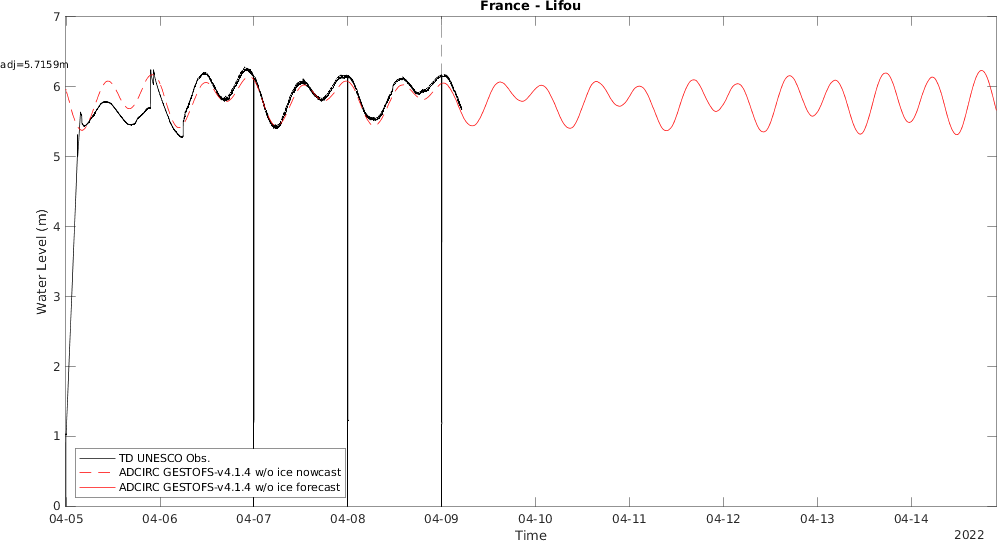 France - Lifou
adj=5.7159m
7
6
5
4
3
2
1
0
Water Level (m)
TD UNESCO Obs.
ADCIRC GESTOFS-v4.1.4 w/o ice nowcast
ADCIRC GESTOFS-v4.1.4 w/o ice forecast
04-05 04-06 04-07 04-08 04-09 04-10 04-11 04-12 04-13 04-14
Time
2022